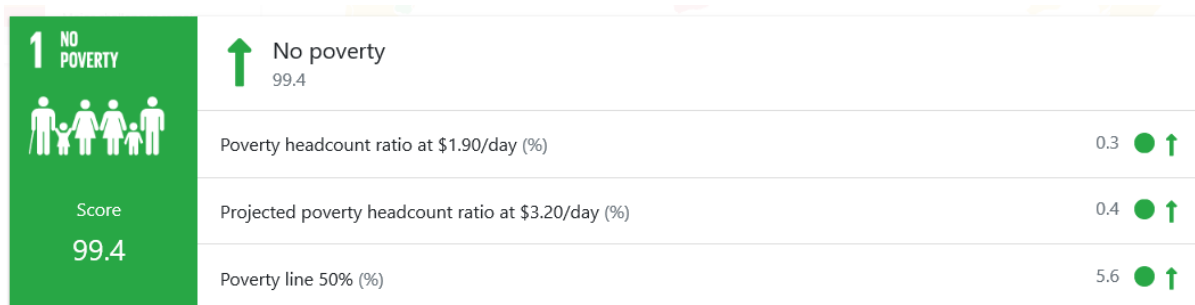 1 NO
POVERTY
Score
99.4
No poverty
99.4
Poverty headcount ratio at $1.90/day (%) 0.3
Projected poverty headcount ratio at $3.20/day (%) 0.4
Poverty line 50% (%) 5.6